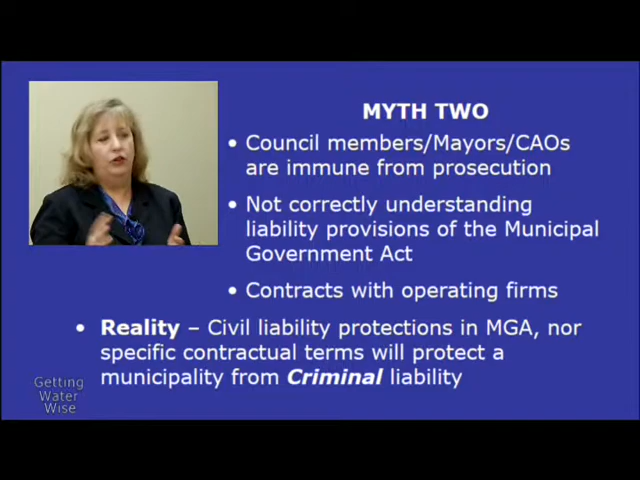 MYTH TWO
• Council members/Mayors/CAOs
are immune from prosecution
• Not correctly understanding
liability provisions of the Municipal
Government Act
• Contracts with operating firms
• Reality – Civil liability protections in MGA, nor
specific contractual terms will protect a
municipality from Criminal liability
Getting
Water
Wise